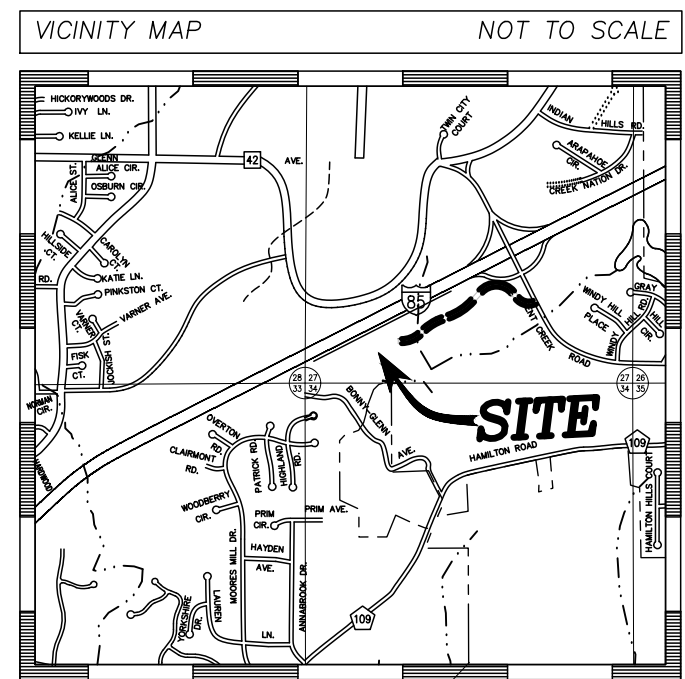 VICINITY MAP
NOT TO SCALE
HICKORYWOODS DR.
IVY LN.
KELLIE LN.
GLENN
42
AVE.
ALICE CIR.
ALICE ST.
OSBURN CIR.
TWIN CITY
COURT
INDIAN
HILLS RD.
ARAPAHOE
CIR.
CREEK NATION DR.
HILLSIDE
CT.
CAROLYN
CT.
KATIE LN.
RD.
PINKSTON CT.
VARNER AVE.
VARNER
CT.
JOCKISH ST.
FISK
CT.
NORMAN
CIR.
85
WINDY HILL
PLACE
GRAY
HILL
CIR.
WINDY
HILL RD.
CREEK
ROAD
28 27
33 34
27 26
34 35
SITE
BONNY-GLENN
AVE.
HAMILTON ROAD
109
HAMILTON HILLS COURT
OVERTON
RD.
CLAIRMONT
RD.
PATRICK RD.
HIGHLAND
RD.
WOODBERRY
CIR.
PRIM
CIR.
PRIM AVE.
HAYDEN
AVE.
MOORES MILL DR.
ANNABROOK DR.
YORKSHIRE
DR.
LAUREN
LN.
109